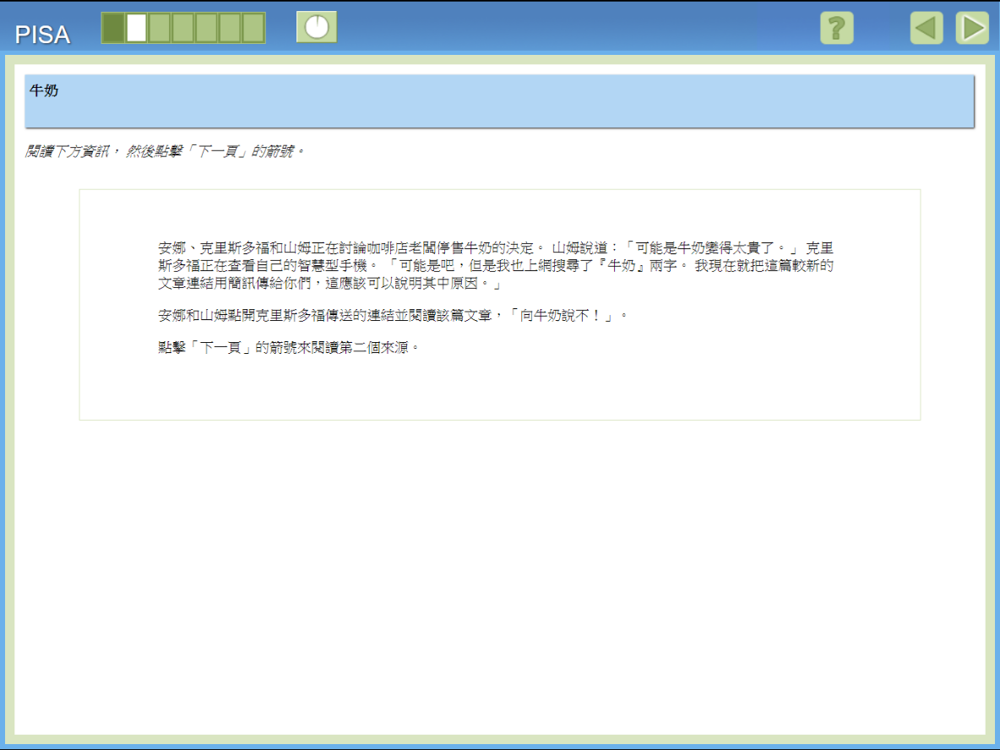 PISA
?
牛奶
閱讀下方資訊， 然後點擊「下一頁」的箭號。
安娜、克里斯多福和山姆正在討論咖啡店老闆停售牛奶的決定。 山姆說道：「可能是牛奶變得太貴了。」 克里
斯多福正在查看自己的智慧型手機。 「可能是吧，但是我也上網搜尋了『牛奶』兩字。 我現在就把這篇較新的
文章連結用簡訊傳給你們，這應該可以說明其中原因。」
安娜和山姆點開克里斯多福傳送的連結並閱讀該篇文章，「向牛奶說不！」。
點擊「下一頁」的箭號來閱讀第二個來源。